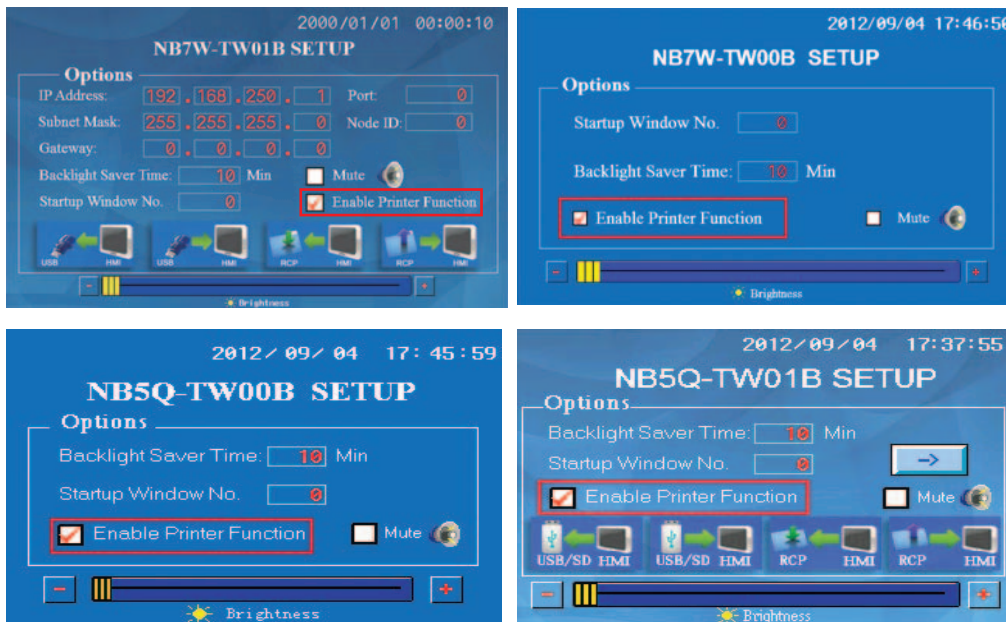 2000/01/01 00:00:10
NB7W-TW01B SETUP
Options
IP Address: 192 . 168 . 250 . 1 Port: 0
Subnet Mask: 255 . 255 . 255 . 0 Node ID: 0
Gateway: 0 . 0 . 0 . 0
Backlight Saver Time: 10 Min Mute
Startup Window No. 0 Enable Printer Function
USB HMI USB HMI RCP HMI RCP HMI
- +
Brightness
2012/09/04 17:46:56
NB7W-TW00B SETUP
Options
Startup Window No. 0
Backlight Saver Time: 10 Min
Enable Printer Function Mute
- +
Brightness
2012/09/04 17:45:59
NB5Q-TW00B SETUP
Options
Backlight Saver Time: 10 Min
Startup Window No. 0
Enable Printer Function Mute
- +
Brightness
2012/09/04 17:37:55
NB5Q-TW01B SETUP
Options
Backlight Saver Time: 10 Min
Startup Window No. 0 ->
Enable Printer Function Mute
USB/SD HMI USB/SD HMI RCP HMI RCP HMI
- +
Brightness